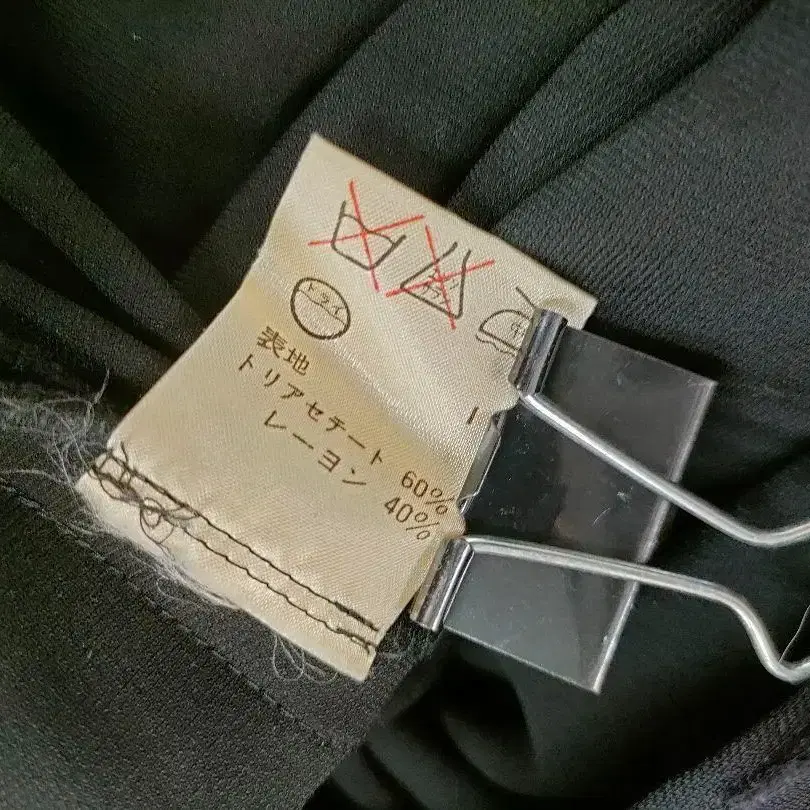 ドライ
表地
トリアセテート 60%
レーヨン 40%